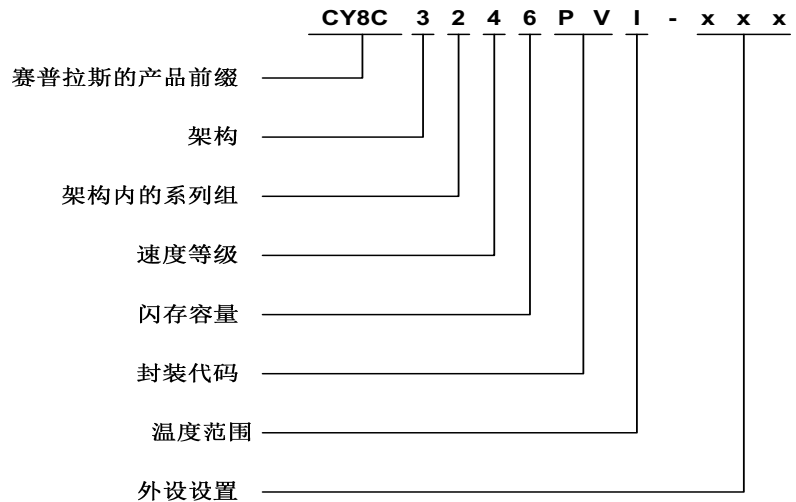 CY8C 3 2 4 6 P V I - x x x
赛普拉斯的产品前缀
架构
架构内的系列组
速度等级
闪存容量
封装代码
温度范围
外设设置